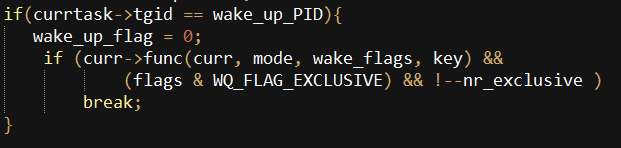 if(currtask->tgid == wake_up_PID){
wake_up_flag = 0;
if (curr->func(curr, mode, wake_flags, key) &&
(flags & WQ_FLAG_EXCLUSIVE) && !--nr_exclusive )
break;
}